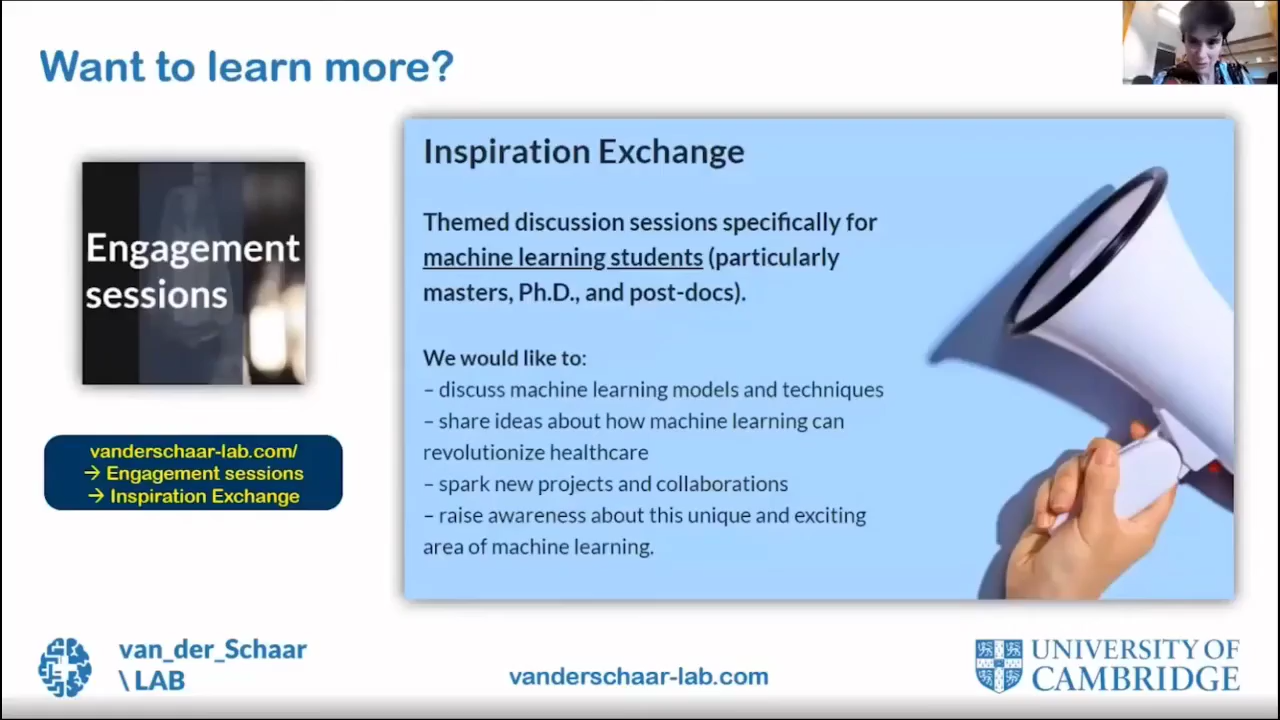 Want to learn more?
Engagement
sessions
vanderschaar-lab.com/
→ Engagement sessions
→ Inspiration Exchange
Inspiration Exchange
Themed discussion sessions specifically for
machine learning students (particularly
masters, Ph.D., and post-docs).
We would like to:
– discuss machine learning models and techniques
– share ideas about how machine learning can
revolutionize healthcare
– spark new projects and collaborations
– raise awareness about this unique and exciting
area of machine learning.
van_der_Schaar
\ LAB
vanderschaar-lab.com
UNIVERSITY OF
CAMBRIDGE